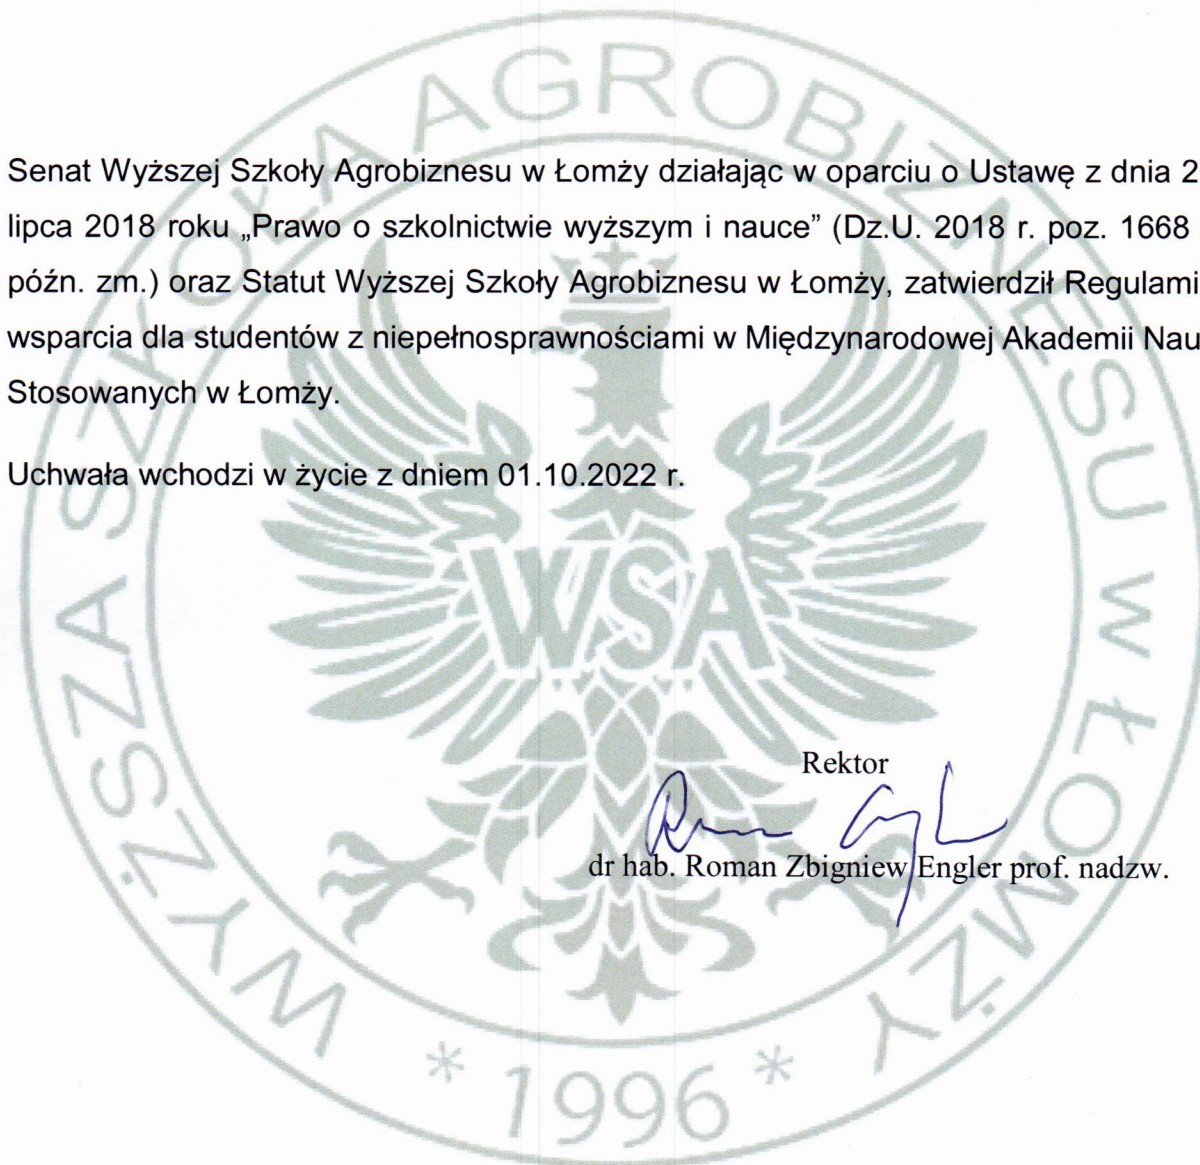 Senat Wyższej Szkoły Agrobiznesu w Łomży działając w oparciu o Ustawę z dnia 2
lipca 2018 roku „Prawo o szkolnictwie wyższym i nauce” (Dz.U. 2018 r. poz. 1668
późn. zm.) oraz Statut Wyższej Szkoły Agrobiznesu w Łomży, zatwierdził Regulami
wsparcia dla studentów z niepełnosprawnościami w Międzynarodowej Akademii Nau
Stosowanych w Łomży.
Uchwała wchodzi w życie z dniem 01.10.2022 r.
WYŻSZA SZKOŁA AGROBIZNESU W ŁOMŻY
WSA
Rektor
dr hab. Roman Zbigniew Engler prof. nadzw.
* 1996 *